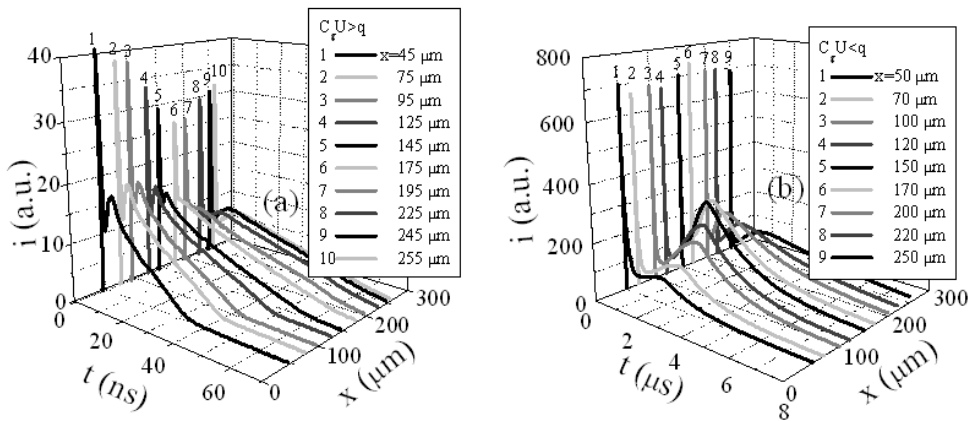 C_rU>q
1 x=45 μm
2 75 μm
3 95 μm
4 125 μm
5 145 μm
6 175 μm
7 195 μm
8 225 μm
9 245 μm
10 255 μm
1 2 3 4 5 6 7 8 9 10
i (a.u.)
40
30
20
10
0
t (ns)
0 20 40 60
x (μm)
0 100 200 300
(a)
C_rU<q
1 x=50 μm
2 70 μm
3 100 μm
4 120 μm
5 150 μm
6 170 μm
7 200 μm
8 220 μm
9 250 μm
1 2 3 4 5 6 7 8 9
i (a.u.)
800
600
400
200
0
t (μs)
0 2 4 6 8
x (μm)
0 100 200 300
(b)